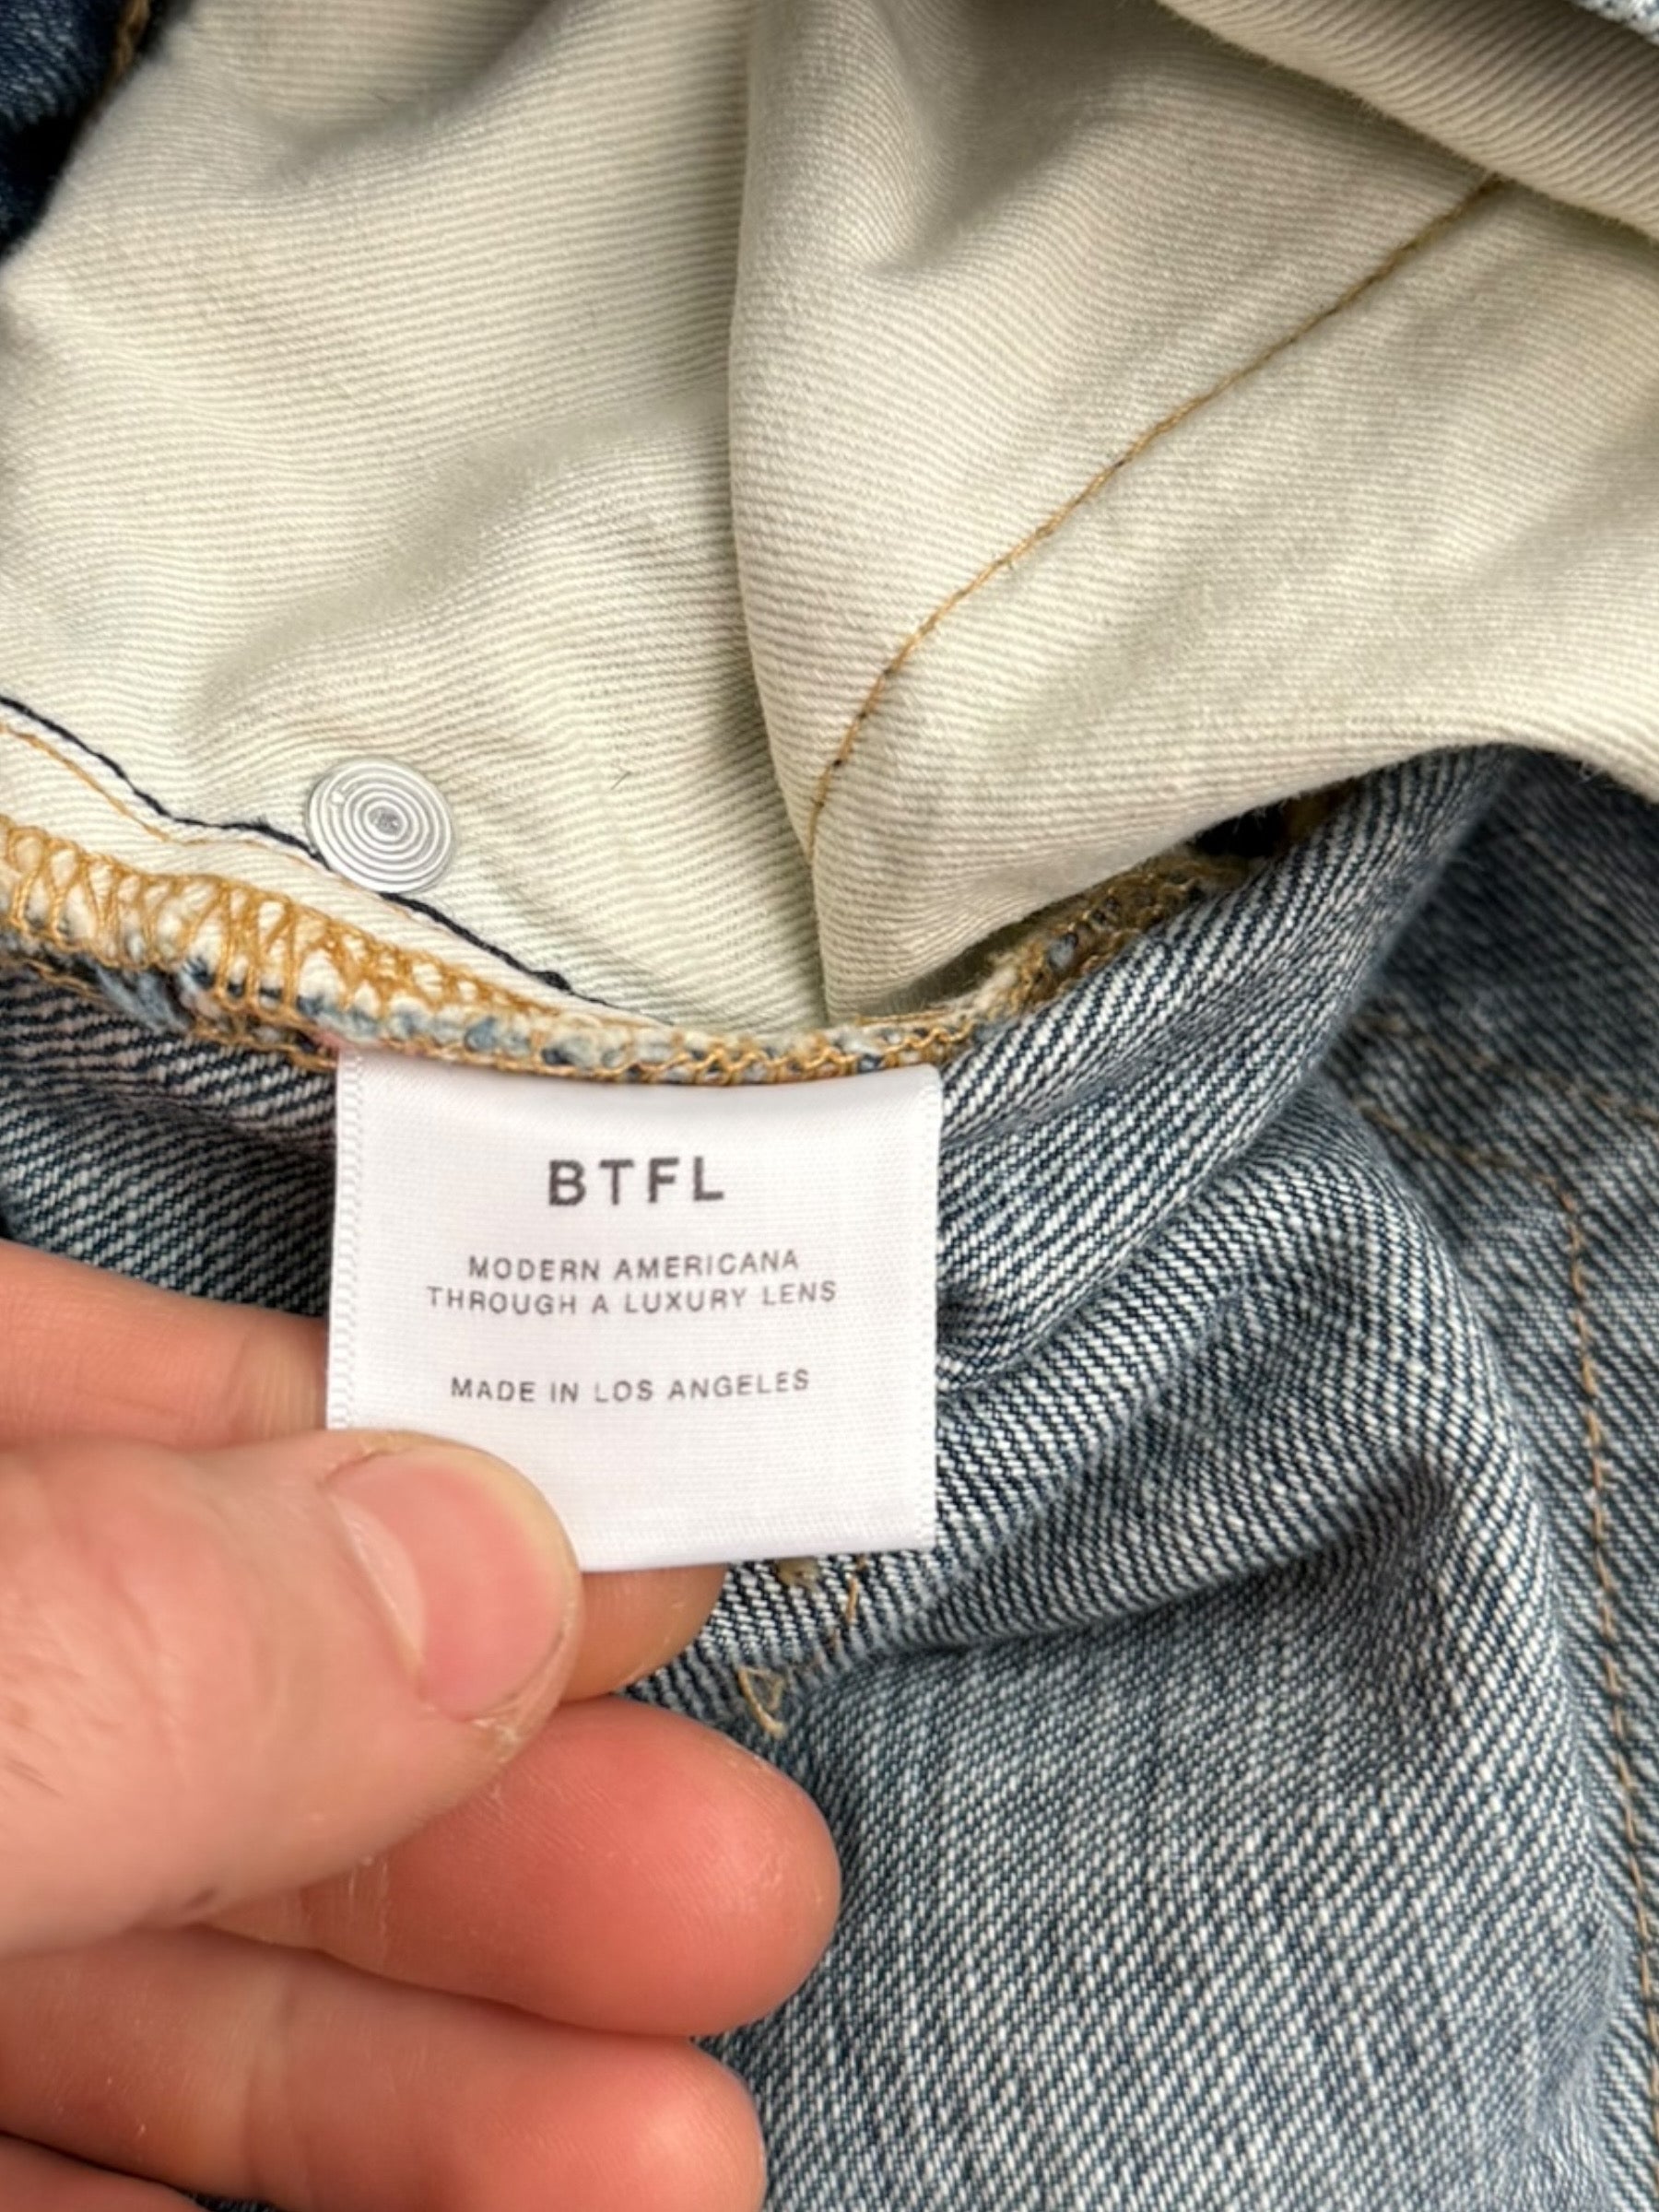 BTFL
MODERN AMERICANA
THROUGH A LUXURY LENS
MADE IN LOS ANGELES